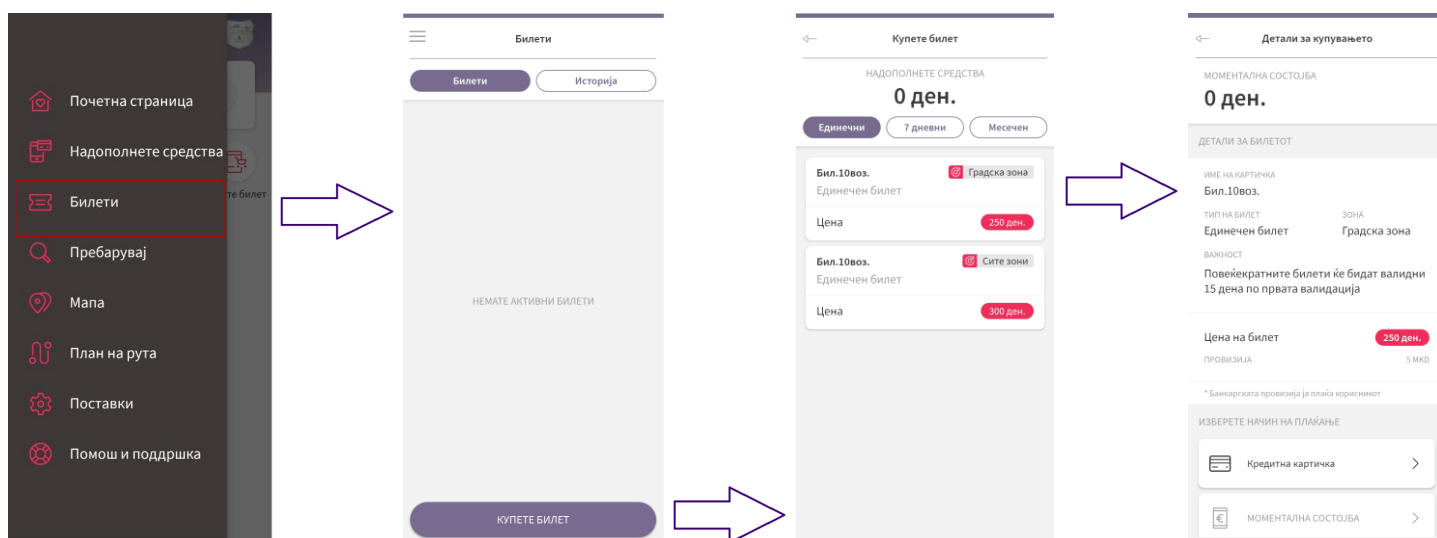 Почетна страница
Надополнете средства
Билети
Пребарувај
Мапа
План на рута
Поставки
Помош и поддршка
те билет
Билети
Билети
Историја
НЕМАТЕ АКТИВНИ БИЛЕТИ
КУПЕТЕ БИЛЕТ
Купете билет
НАДОПОЛНЕТЕ СРЕДСТВА
0 ден.
Единечни
7 дневни
Месечен
Бил.10воз.
Градска зона
Единечен билет
Цена
250 ден.
Бил.10воз.
Сите зони
Единечен билет
Цена
300 ден.
Детали за купувањето
МОМЕНТАЛНА СОСТОЈБА
0 ден.
ДЕТАЛИ ЗА БИЛЕТОТ
ИМЕ НА КАРТИЧКА
Бил.10воз.
ТИП НА БИЛЕТ
ЗОНА
Единечен билет
Градска зона
ВАЖНОСТ
Повеќекратните билети ќе бидат валидни
15 дена по првата валидација
Цена на билет
250 ден.
ПРОВИЗИЈА
5 MKD
* Банкарската провизија ја плаќа корисникот
ИЗБЕРЕТЕ НАЧИН НА ПЛАЌАЊЕ
Кредитна картичка
МОМЕНТАЛНА СОСТОЈБА